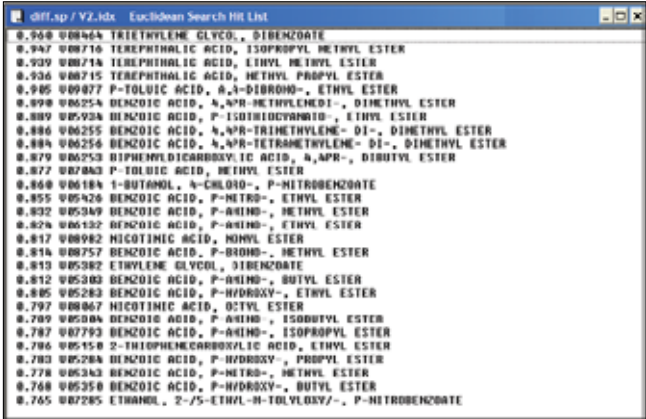 diff.sp / V2.idx Euclidean Search Hit List
0.960 V08464 TRIETHYLENE GLYCOL, DIBENZOATE
0.947 V08716 TEREPHTHALIC ACID, ISOPROPYL METHYL ESTER
0.939 V08714 TEREPHTHALIC ACID, ETHYL METHYL ESTER
0.936 V08715 TEREPHTHALIC ACID, METHYL PROPYL ESTER
0.905 V09077 P-TOLUIC ACID, A,A-DIBROMO-, ETHYL ESTER
0.890 V06254 BENZOIC ACID, 4,4PR-METHYLENEDI-, DIMETHYL ESTER
0.889 V05934 BENZOIC ACID, P-ISOTHIOCYANATO-, ETHYL ESTER
0.886 V06255 BENZOIC ACID, 4,4PR-TRIMETHYLENE- DI-, DIMETHYL ESTER
0.884 V06256 BENZOIC ACID, 4,4PR-TETRAMETHYLENE- DI-, DIMETHYL ESTER
0.879 V06253 BIPHENYLDICARBOXYLIC ACID, 4,4PR-, DIBUTYL ESTER
0.877 V07043 P-TOLUIC ACID, METHYL ESTER
0.860 V06184 1-BUTANOL, 4-CHLORO-, P-NITROBENZOATE
0.855 V05426 BENZOIC ACID, P-NITRO-, ETHYL ESTER
0.832 V05349 BENZOIC ACID, P-AMINO-, METHYL ESTER
0.824 V06132 BENZOIC ACID, P-AMINO-, ETHYL ESTER
0.817 V08982 NICOTINIC ACID, NONYL ESTER
0.814 V08757 BENZOIC ACID, P-BROMO-, METHYL ESTER
0.813 V05382 ETHYLENE GLYCOL, DIBENZOATE
0.812 V05303 BENZOIC ACID, P-AMINO-, BUTYL ESTER
0.805 V05283 BENZOIC ACID, P-HYDROXY-, ETHYL ESTER
0.797 V08067 NICOTINIC ACID, OCTYL ESTER
0.789 V05304 BENZOIC ACID, P-AMINO-, ISOBUTYL ESTER
0.787 V07793 BENZOIC ACID, P-AMINO-, ISOPROPYL ESTER
0.786 V05150 2-THIOPHENECARBOXYLIC ACID, ETHYL ESTER
0.783 V05284 BENZOIC ACID, P-HYDROXY-, PROPYL ESTER
0.778 V05343 BENZOIC ACID, P-NITRO-, METHYL ESTER
0.768 V05350 BENZOIC ACID, P-HYDROXY-, BUTYL ESTER
0.765 V07285 ETHANOL, 2-/5-ETHYL-M-TOLYLOXY/-, P-NITROBENZOATE